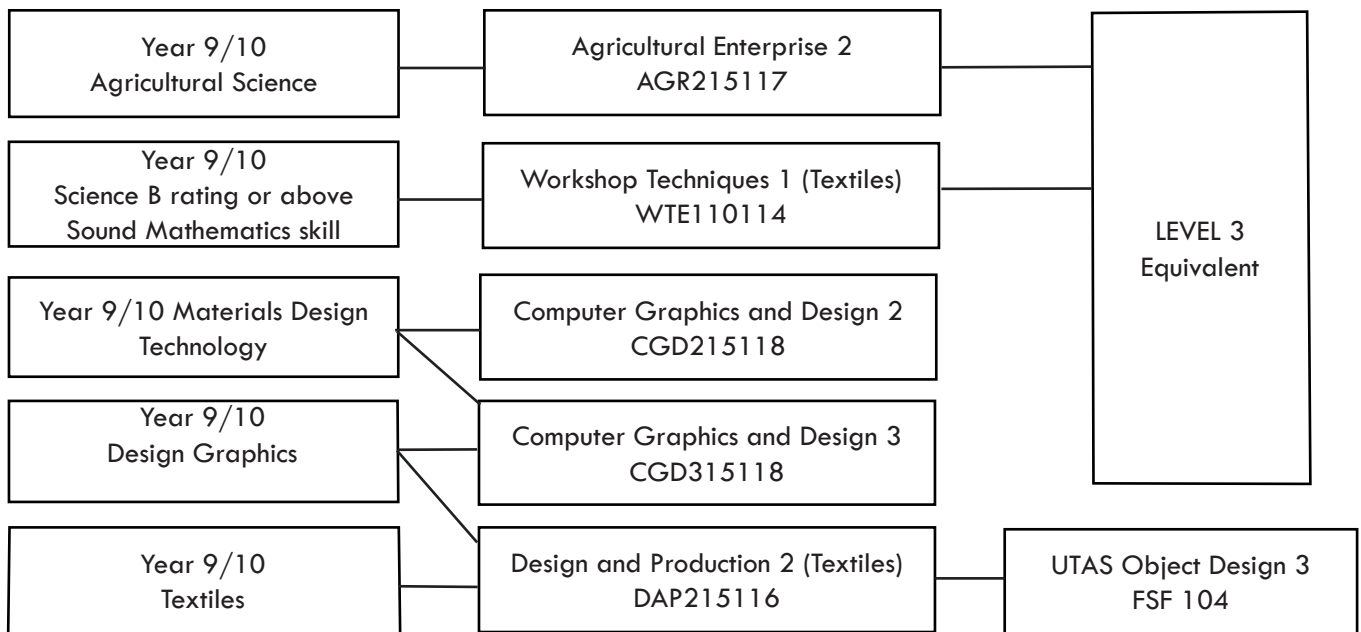 Year 9/10
Agricultural Science
Agricultural Enterprise 2
AGR215117
Year 9/10
Science B rating or above
Sound Mathematics skill
Workshop Techniques 1 (Textiles)
WTE110114
LEVEL 3
Equivalent
Year 9/10 Materials Design
Technology
Computer Graphics and Design 2
CGD215118
Year 9/10
Design Graphics
Computer Graphics and Design 3
CGD315118
Year 9/10
Textiles
Design and Production 2 (Textiles)
DAP215116
UTAS Object Design 3
FSF 104